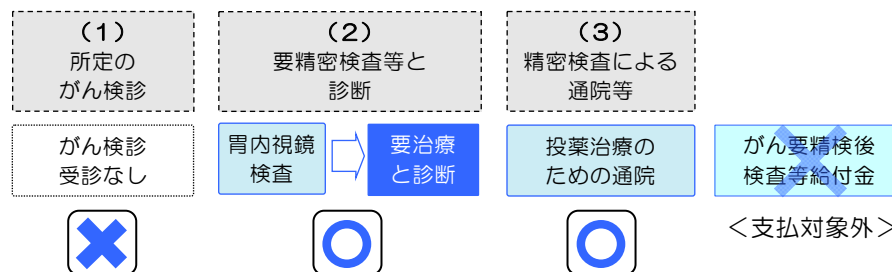 （１）
所定の
がん検診
（２）
要精密検査等と
診断
（３）
精密検査による
通院等
がん検診
受診なし
胃内視鏡
検査
要治療
と診断
投薬治療の
ための通院
がん要精検後
検査等給付金
＜支払対象外＞